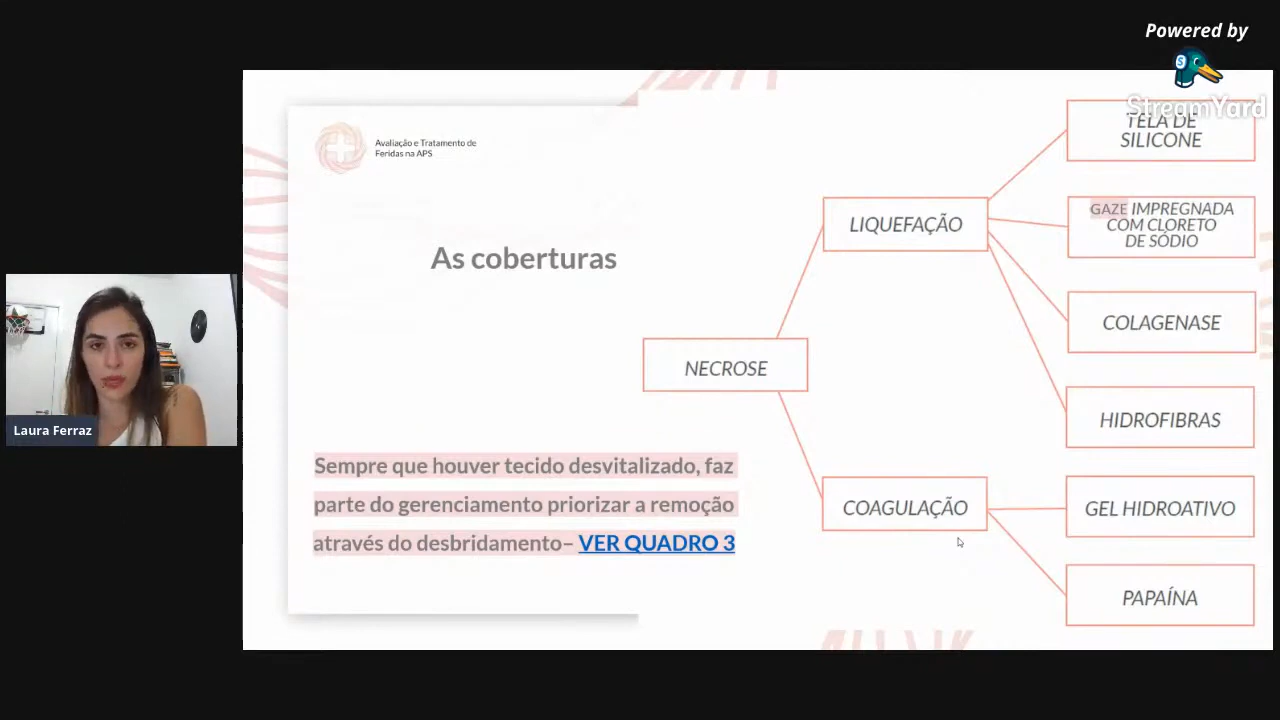 Powered by
StreamYard
Avaliação e Tratamento de
Feridas na APS
As coberturas
Sempre que houver tecido desvitalizado, faz
parte do gerenciamento priorizar a remoção
através do desbridamento– VER QUADRO 3
NECROSE
LIQUEFAÇÃO
TELA DE
SILICONE
GAZE IMPREGNADA
COM CLORETO
DE SÓDIO
COLAGENASE
HIDROFIBRAS
COAGULAÇÃO
GEL HIDROATIVO
PAPAÍNA
Laura Ferraz